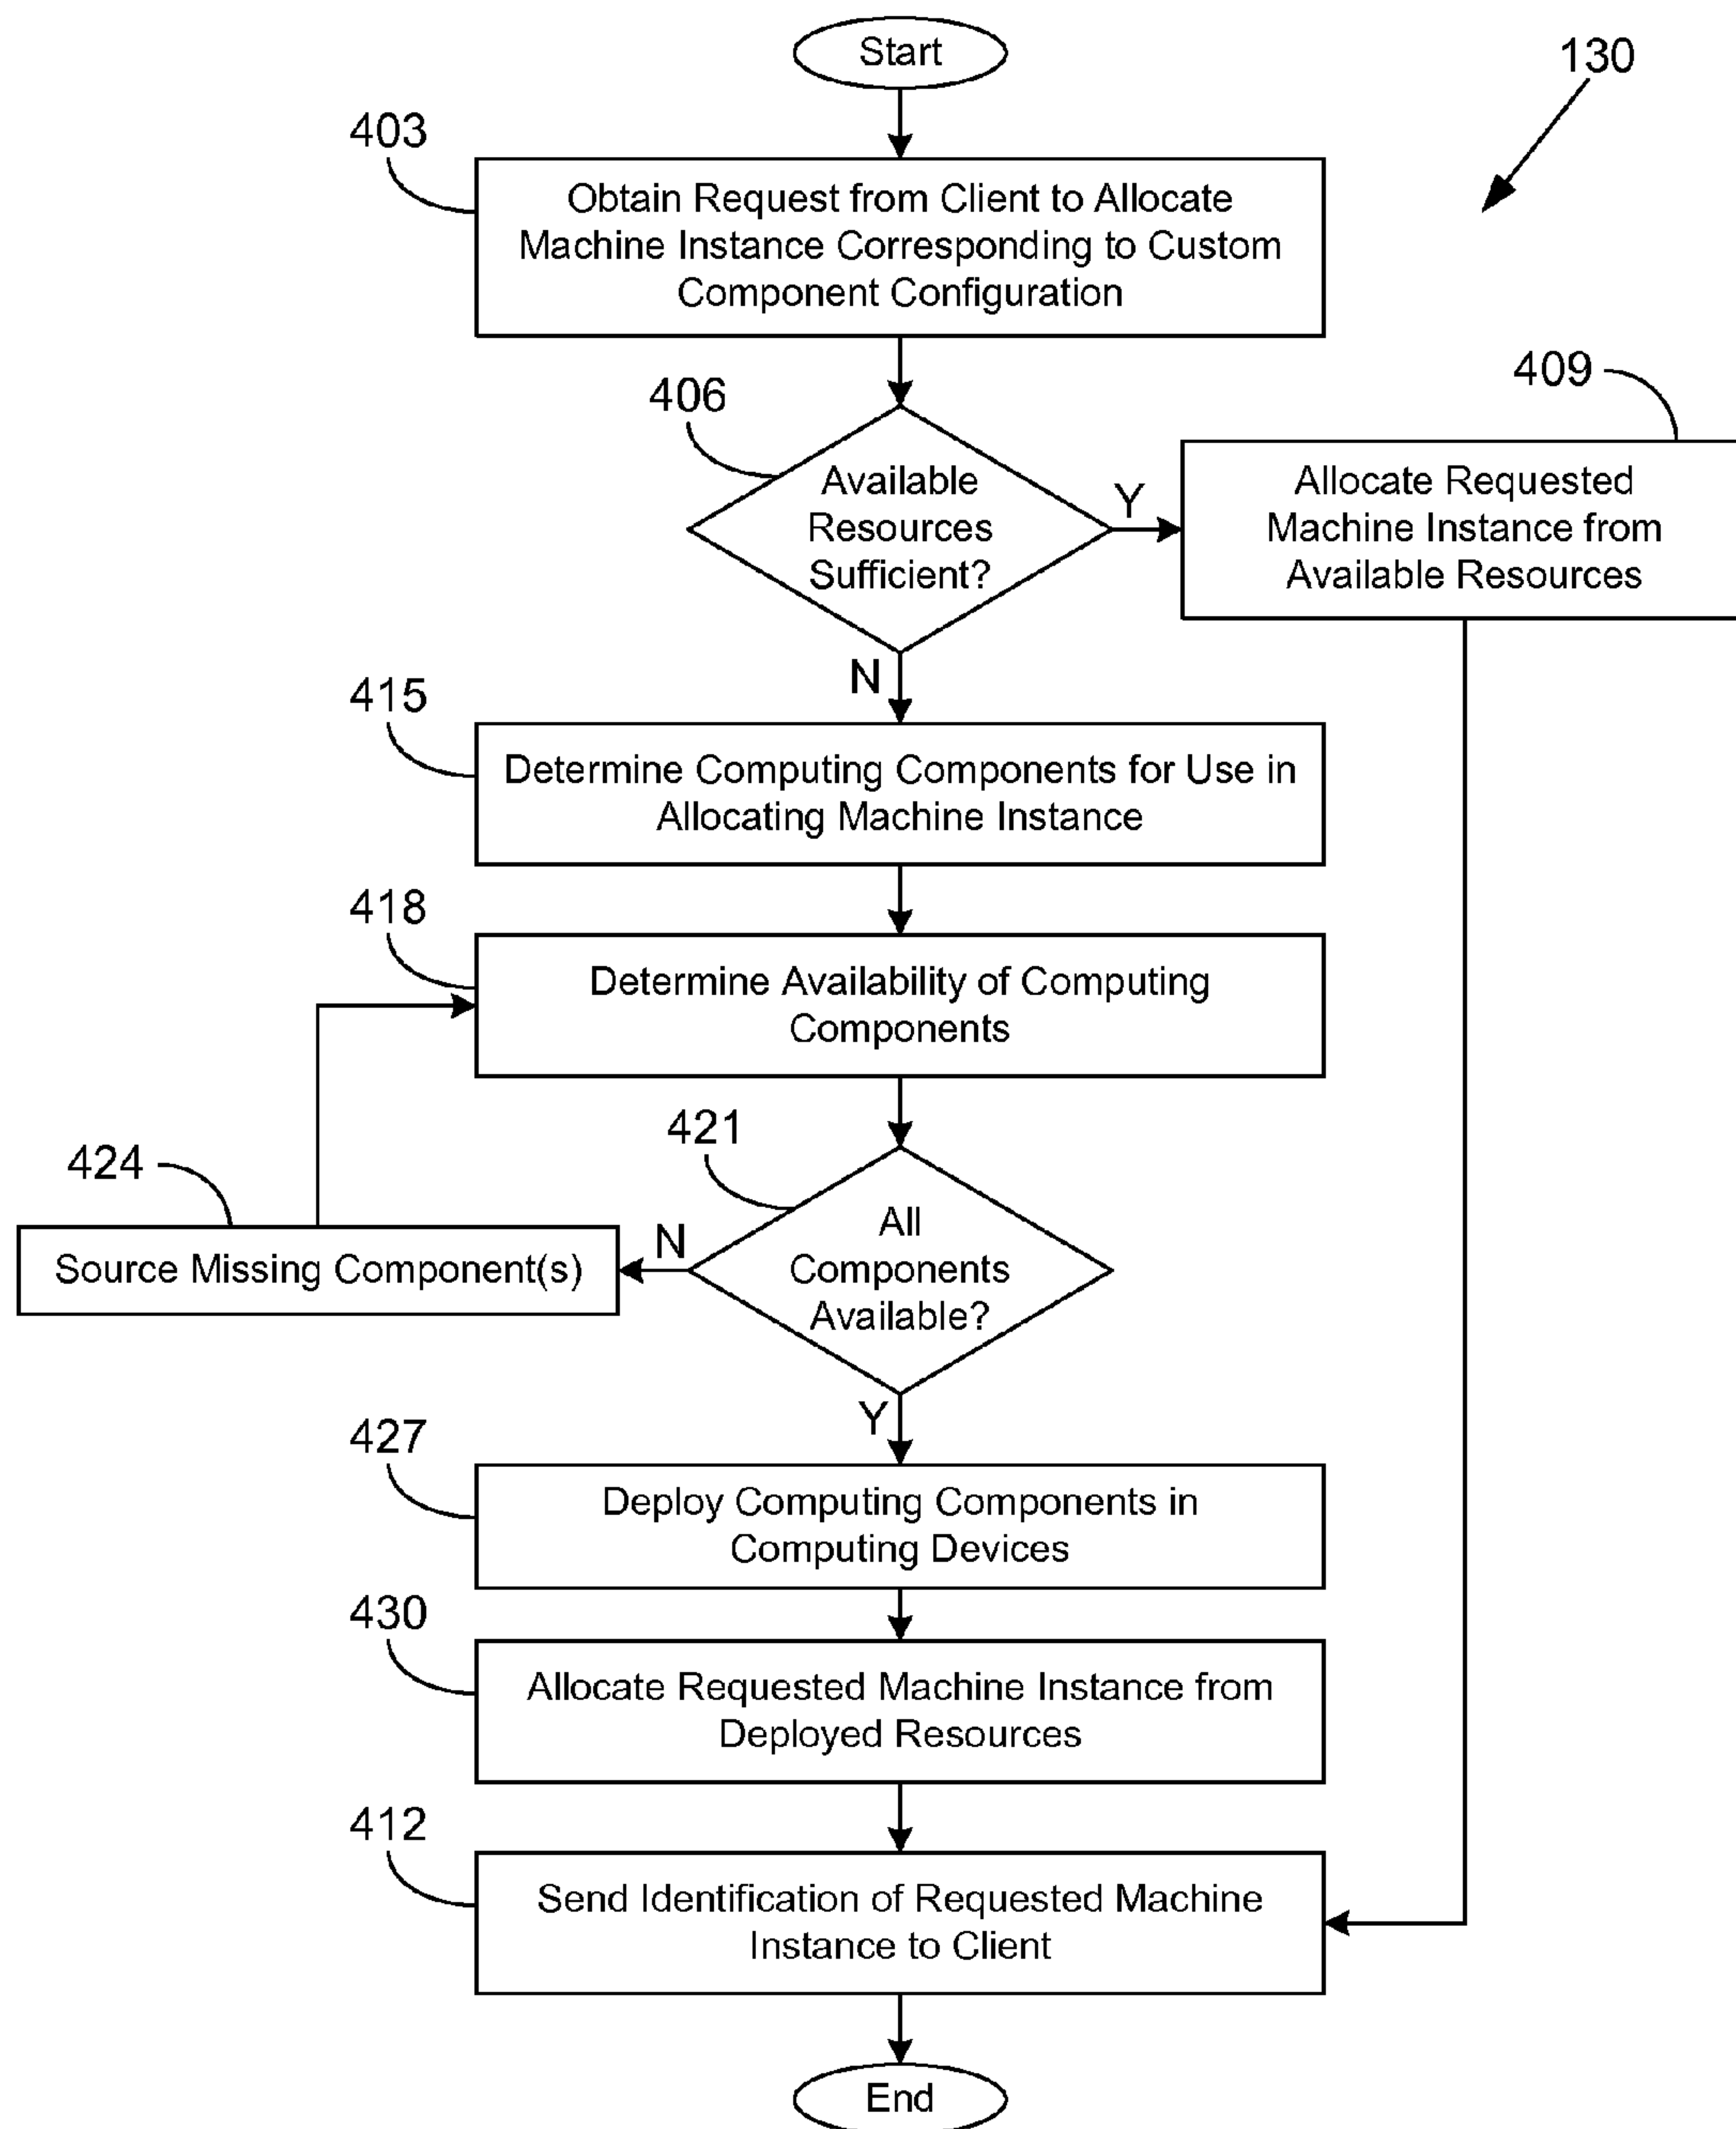 Start
130
403
Obtain Request from Client to Allocate
Machine Instance Corresponding to Custom
Component Configuration
406
Available
Resources
Sufficient?
Y
409
Allocate Requested
Machine Instance from
Available Resources
N
415
Determine Computing Components for Use in
Allocating Machine Instance
418
Determine Availability of Computing
Components
421
All
Components
Available?
N
424
Source Missing Component(s)
Y
427
Deploy Computing Components in
Computing Devices
430
Allocate Requested Machine Instance from
Deployed Resources
412
Send Identification of Requested Machine
Instance to Client
End